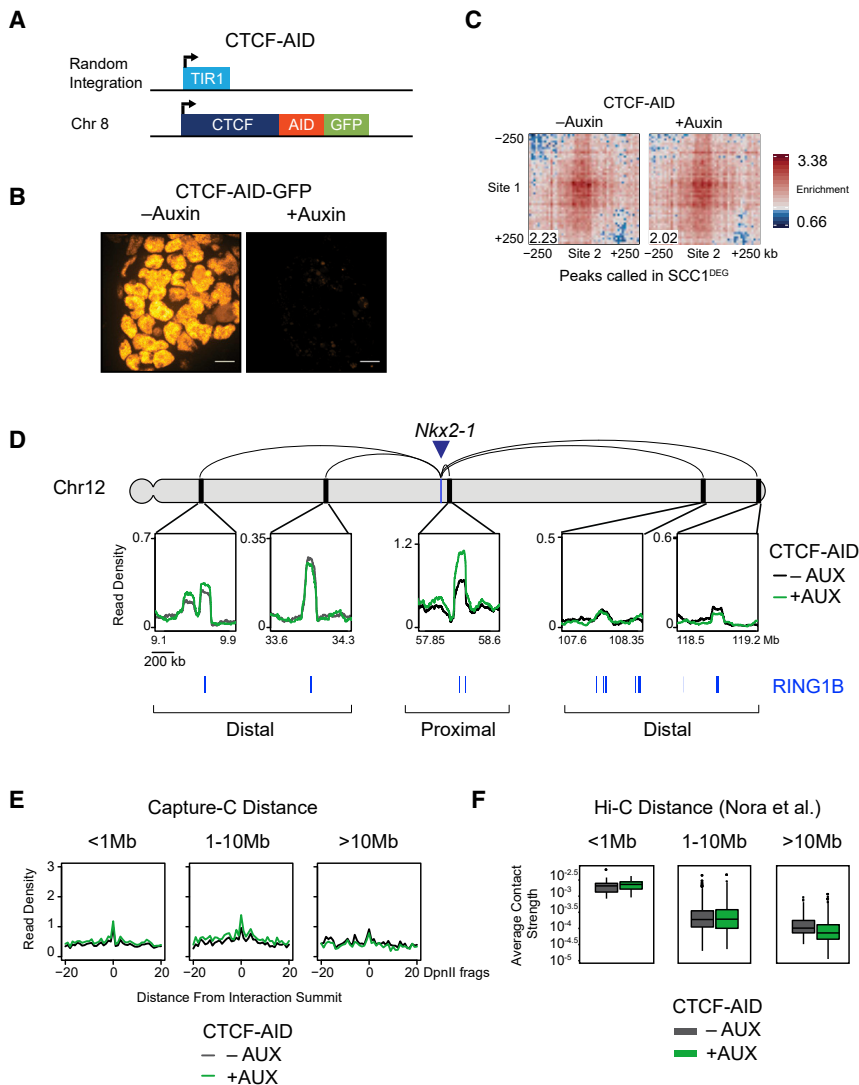 A
CTCF-AID
Random
Integration
TIR1
Chr 8
CTCF
AID
GFP
B
CTCF-AID-GFP
–Auxin
+Auxin
C
CTCF-AID
–Auxin
+Auxin
−250
Site 1
+250
2.23
2.02
−250
Site 2
+250
−250
Site 2
+250 kb
Peaks called in SCC1DEG
3.38
Enrichment
0.66
D
Nkx2-1
Chr12
Read Density
0.7
0
9.1
9.9
0.35
0
33.6
34.3
1.2
0
57.85
58.6
0.5
0
107.6
108.35
0.6
0
118.5
119.2 Mb
CTCF-AID
– AUX
+AUX
200 kb
RING1B
Distal
Proximal
Distal
E
Capture-C Distance
<1Mb
1-10Mb
>10Mb
Read Density
3
2
1
0
−20
0
20
−20
0
20
−20
0
20
DpnII frags
Distance From Interaction Summit
CTCF-AID
– AUX
+AUX
F
Hi-C Distance (Nora et al.)
<1Mb
1-10Mb
>10Mb
Average Contact
Strength
10-2.5
10-3
10-3.5
10-4
10-4.5
10-5
CTCF-AID
– AUX
+AUX